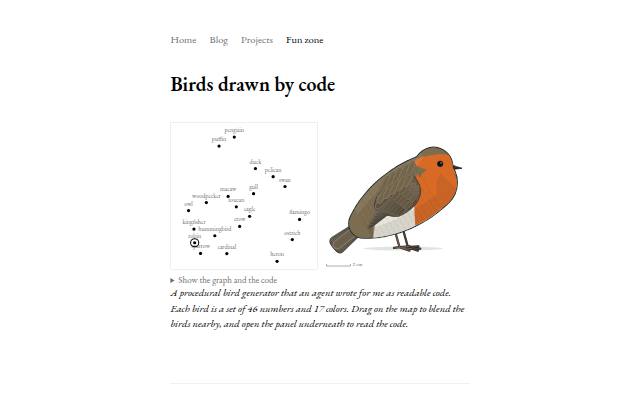 Home Blog Projects Fun zone
Birds drawn by code
penguin
puffin
duck
pelican
swan
macaw
gull
woodpecker
toucan
owl
eagle
flamingo
kingfisher
crow
hummingbird
robin
ostrich
cardinal
heron
2 cm
Show the graph and the code
A procedural bird generator that an agent wrote for me as readable code.
Each bird is a set of 46 numbers and 17 colors. Drag on the map to blend the
birds nearby, and open the panel underneath to read the code.